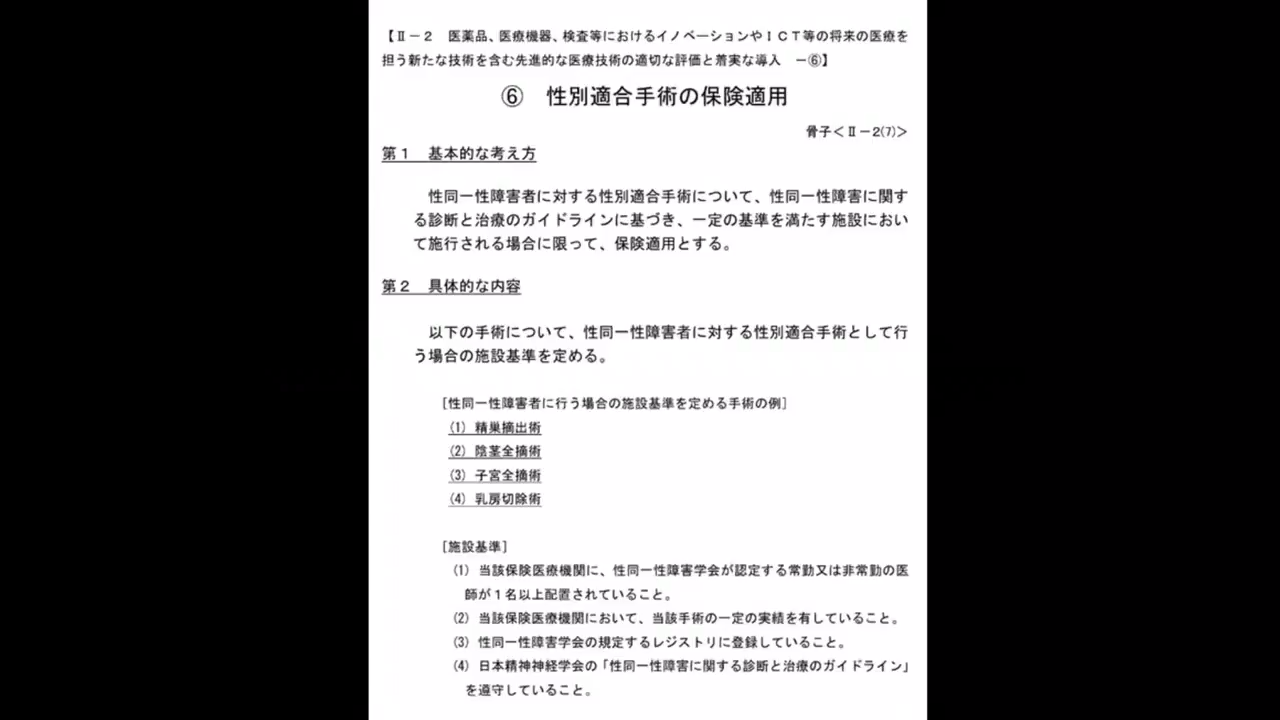 【Ⅱ－２　医薬品、医療機器、検査等におけるイノベーションやＩＣＴ等の将来の医療を
担う新たな技術を含む先進的な医療技術の適切な評価と着実な導入　－⑥】
⑥　性別適合手術の保険適用
骨子＜Ⅱ－2(7)＞
第１　基本的な考え方
性同一性障害者に対する性別適合手術について、性同一性障害に関す
る診断と治療のガイドラインに基づき、一定の基準を満たす施設におい
て施行される場合に限って、保険適用とする。
第２　具体的な内容
以下の手術について、性同一性障害者に対する性別適合手術として行
う場合の施設基準を定める。
［性同一性障害者に行う場合の施設基準を定める手術の例］
(1) 精巣摘出術
(2) 陰茎全摘術
(3) 子宮全摘術
(4) 乳房切除術
［施設基準］
(1) 当該保険医療機関に、性同一性障害学会が認定する常勤又は非常勤の医
師が１名以上配置されていること。
(2) 当該保険医療機関において、当該手術の一定の実績を有していること。
(3) 性同一性障害学会の規定するレジストリに登録していること。
(4) 日本精神神経学会の「性同一性障害に関する診断と治療のガイドライン」
を遵守していること。